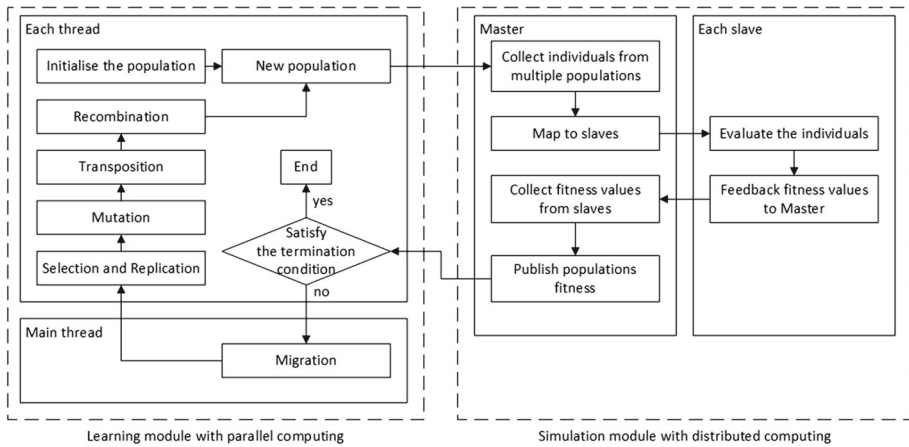 Each thread
Initialise the population
New population
Recombination
Transposition
Mutation
Selection and Replication
End
yes
Satisfy
the termination
condition
no
Main thread
Migration
Learning module with parallel computing
Master
Collect individuals from
multiple populations
Map to slaves
Collect fitness values
from slaves
Publish populations
fitness
Each slave
Evaluate the individuals
Feedback fitness values
to Master
Simulation module with distributed computing